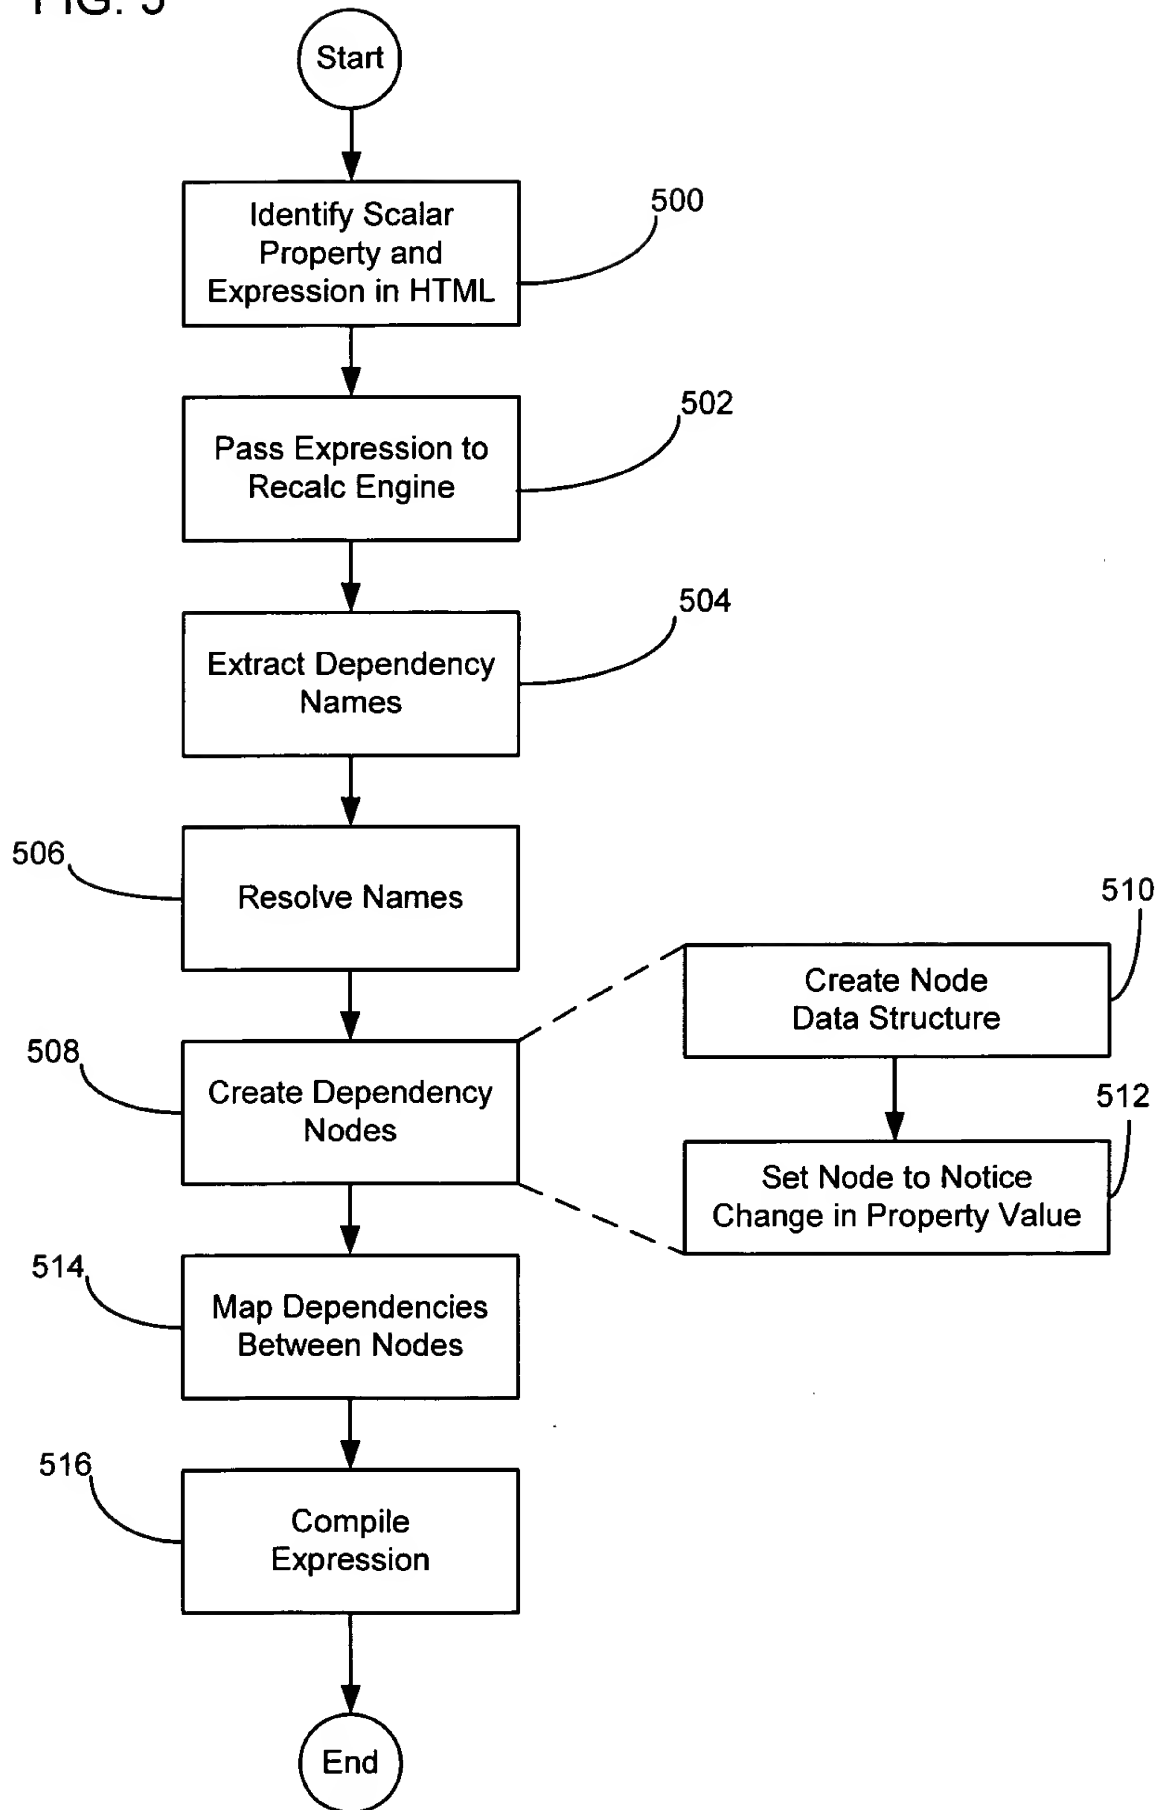 FIG. 5
Start
Identify Scalar
Property and
Expression in HTML
500
Pass Expression to
Recalc Engine
502
Extract Dependency
Names
504
506
Resolve Names
508
Create Dependency
Nodes
510
Create Node
Data Structure
512
Set Node to Notice
Change in Property Value
514
Map Dependencies
Between Nodes
516
Compile
Expression
End